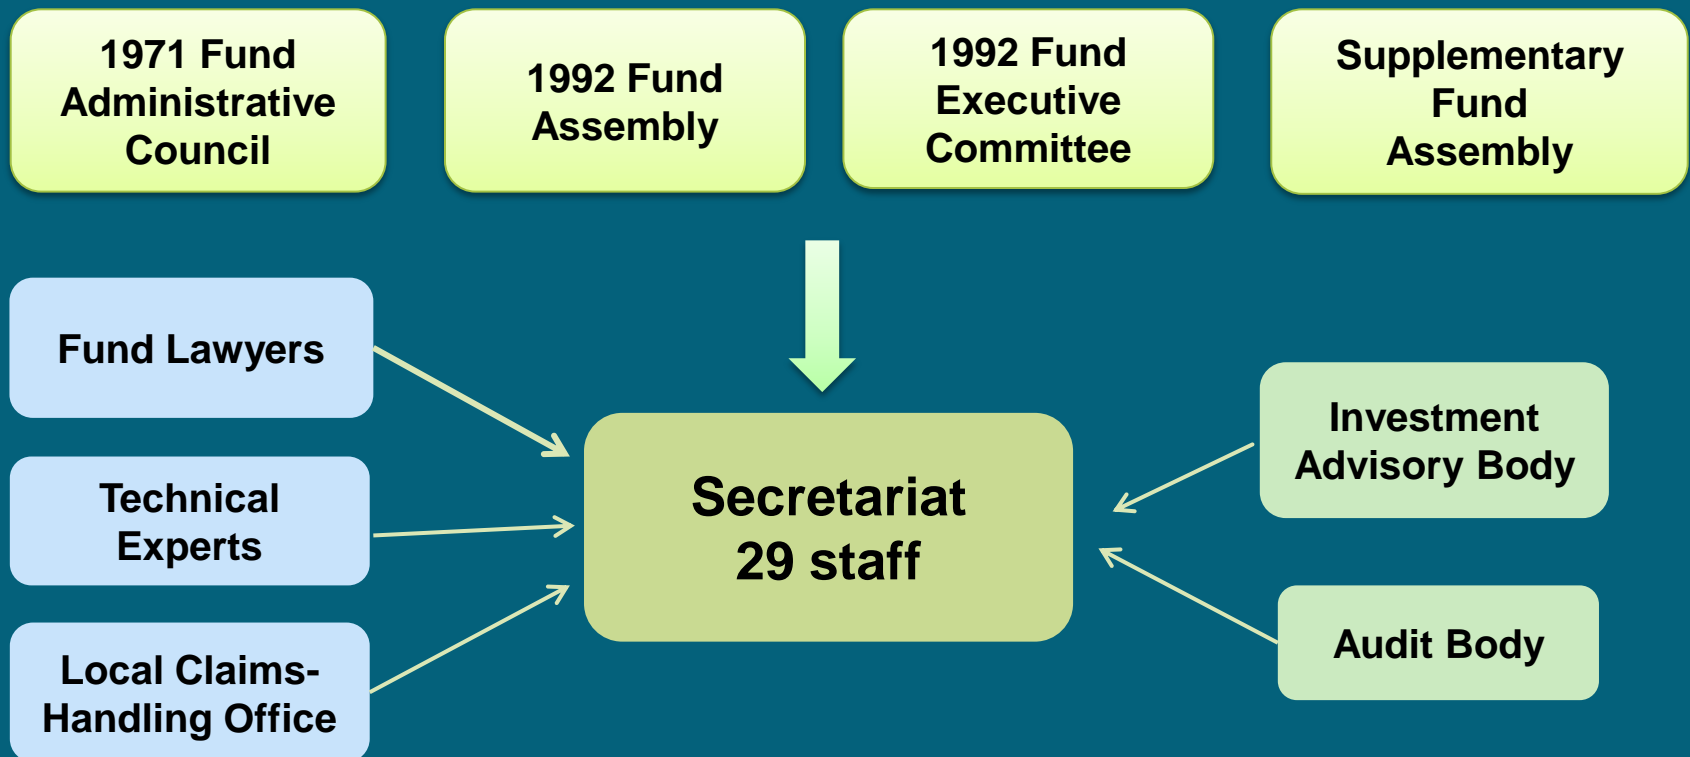 1971 Fund
Administrative
Council
1992 Fund
Assembly
1992 Fund
Executive
Committee
Supplementary
Fund
Assembly
Fund Lawyers
Technical
Experts
Local Claims-
Handling Office
Secretariat
29 staff
Investment
Advisory Body
Audit Body